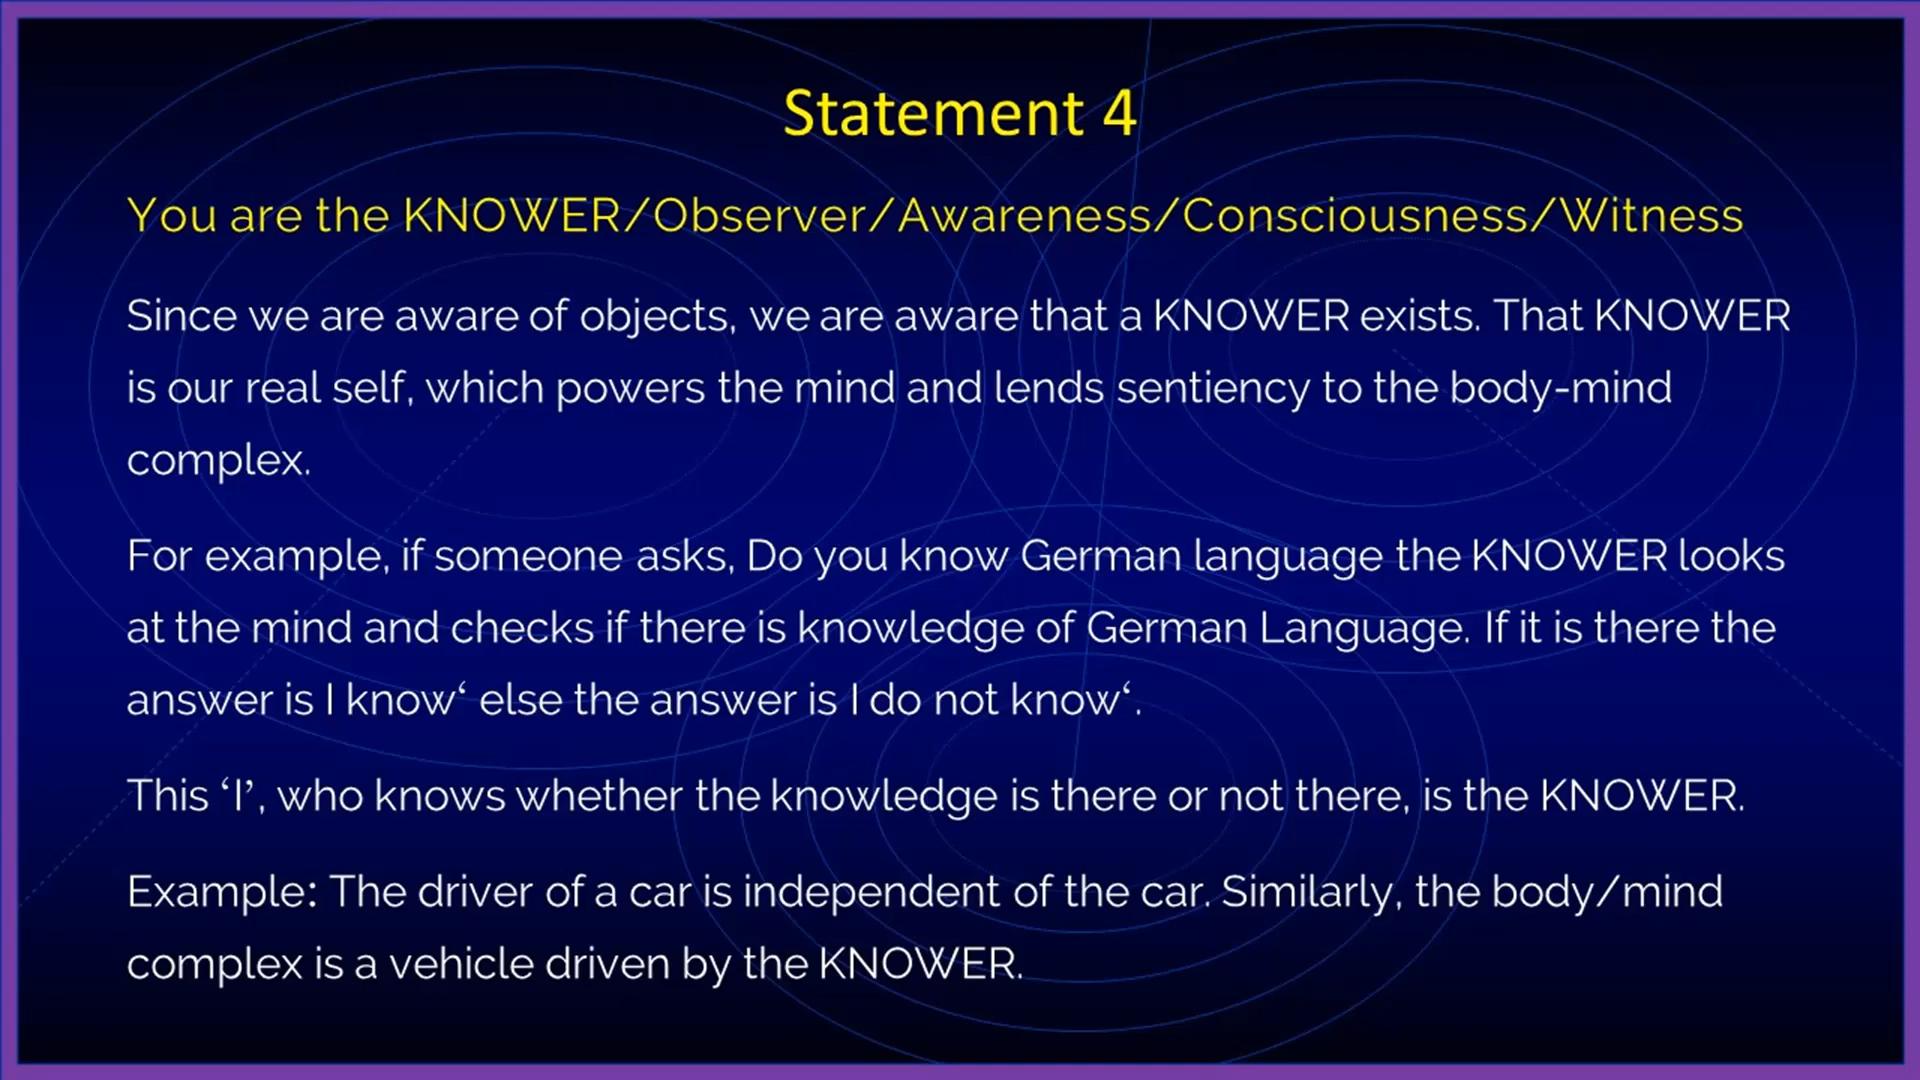 Statement 4
You are the KNOWER/Observer/Awareness/Consciousness/Witness
Since we are aware of objects, we are aware that a KNOWER exists. That KNOWER
is our real self, which powers the mind and lends sentiency to the body-mind
complex.
For example, if someone asks, Do you know German language the KNOWER looks
at the mind and checks if there is knowledge of German Language. If it is there the
answer is I know‘ else the answer is I do not know‘.
This ‘I’, who knows whether the knowledge is there or not there, is the KNOWER.
Example: The driver of a car is independent of the car. Similarly, the body/mind
complex is a vehicle driven by the KNOWER.